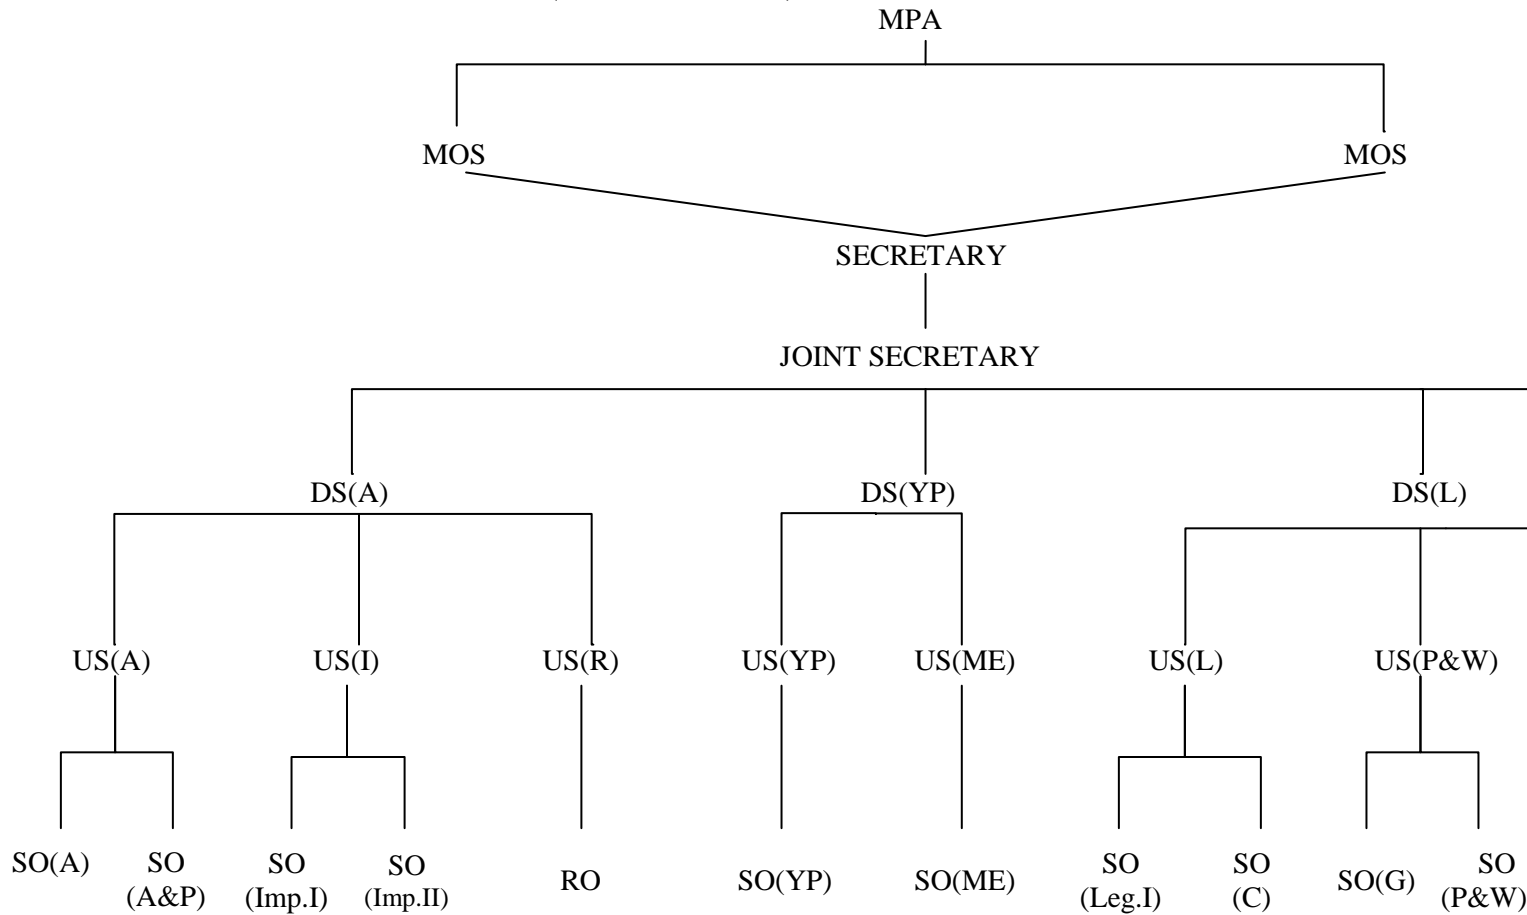 MPA
MOS MOS
SECRETARY
JOINT SECRETARY
DS(A) DS(YP) DS(L)
US(A) US(I) US(R) US(YP) US(ME) US(L) US(P&W)
SO(A) SO SO SO RO SO(YP) SO(ME) SO SO SO(G) SO
(A&P) (Imp.I) (Imp.II) (Leg.I) (C) (P&W)